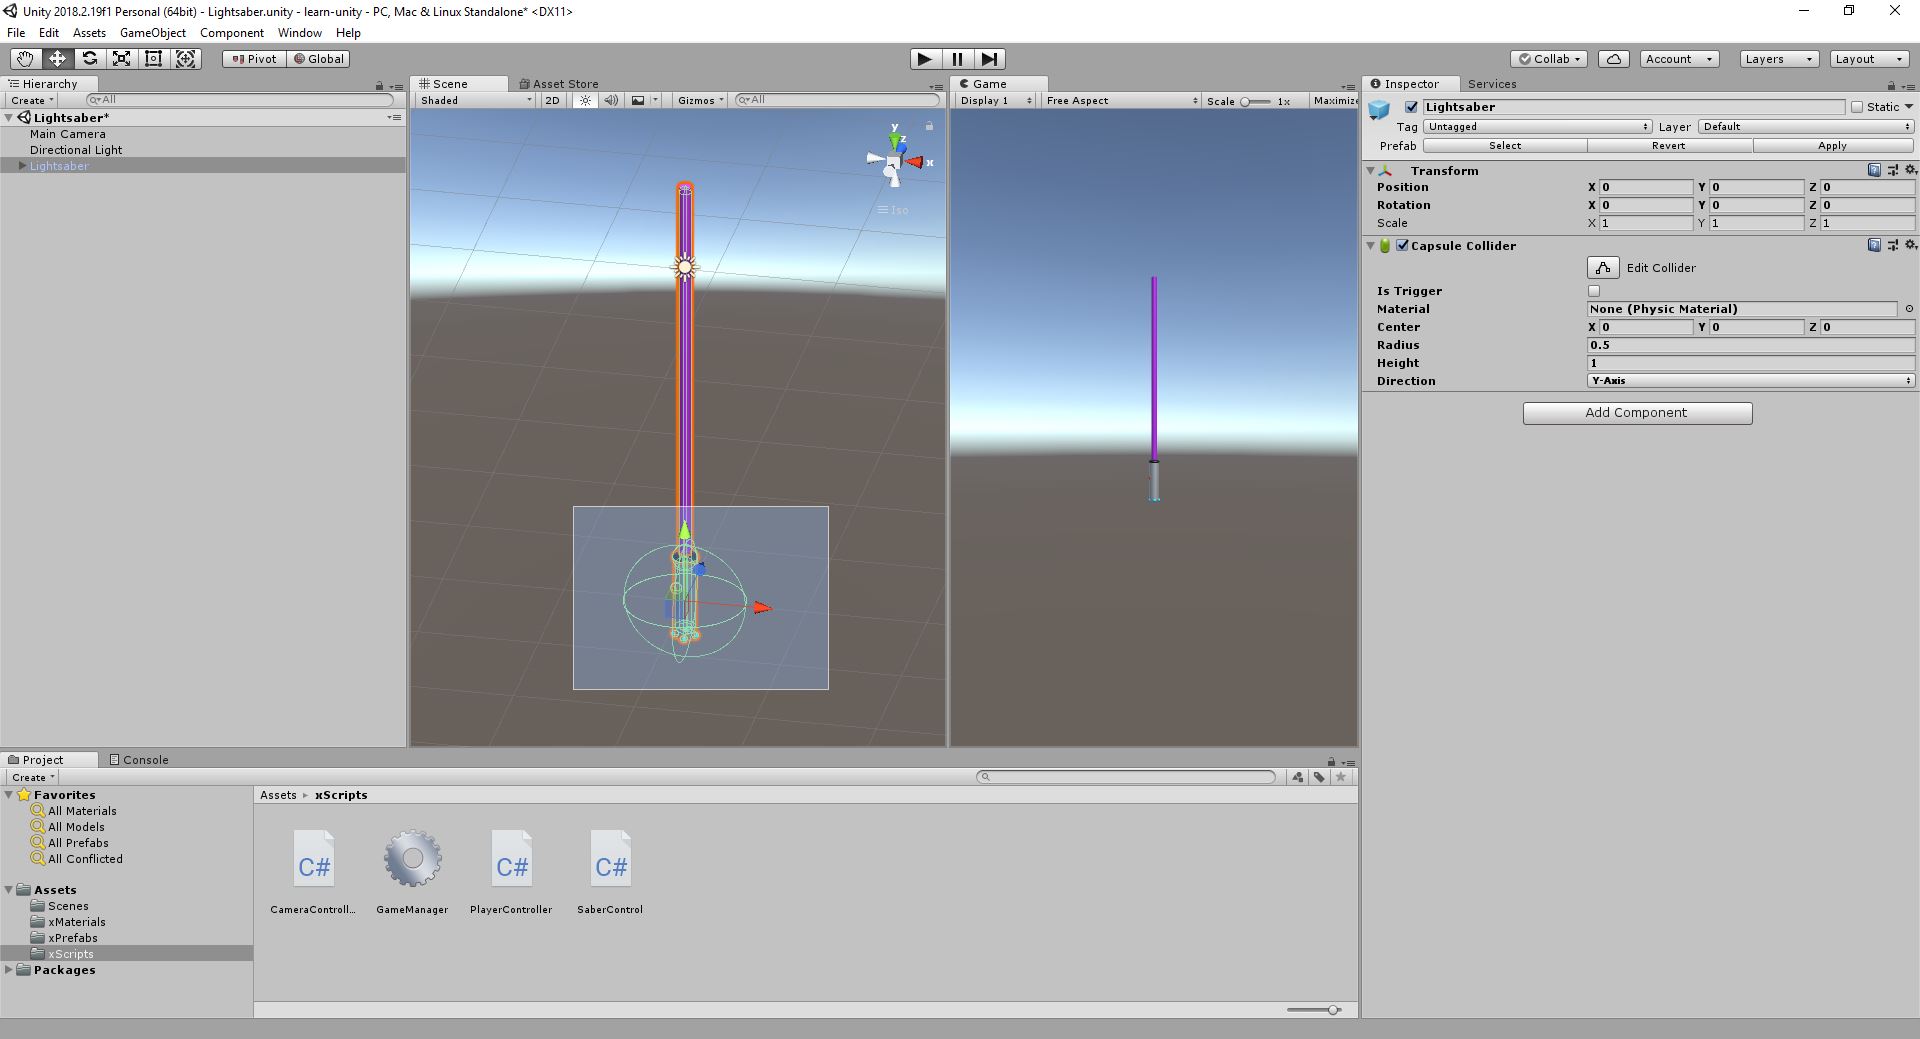 Unity 2018.2.19f1 Personal (64bit) - Lightsaber.unity - learn-unity - PC, Mac & Linux Standalone* <DX11>
File Edit Assets GameObject Component Window Help
Pivot Global Collab Account Layers Layout
Hierarchy
Create All
Lightsaber*
Main Camera
Directional Light
Lightsaber
Scene Asset Store
Shaded 2D Gizmos All
y
z
x
Iso
Game
Display 1 Free Aspect Scale 1x Maximize
Inspector Services
Lightsaber Static
Tag Untagged Layer Default
Prefab Select Revert Apply
Transform
Position X 0 Y 0 Z 0
Rotation X 0 Y 0 Z 0
Scale X 1 Y 1 Z 1
Capsule Collider
Edit Collider
Is Trigger
Material None (Physic Material)
Center X 0 Y 0 Z 0
Radius 0.5
Height 1
Direction Y-Axis
Add Component
Project Console
Create
Favorites
All Materials
All Models
All Prefabs
All Conflicted
Assets
Scenes
xMaterials
xPrefabs
xScripts
Packages
Assets xScripts
C# C# C#
CameraControll... GameManager PlayerController SaberControl